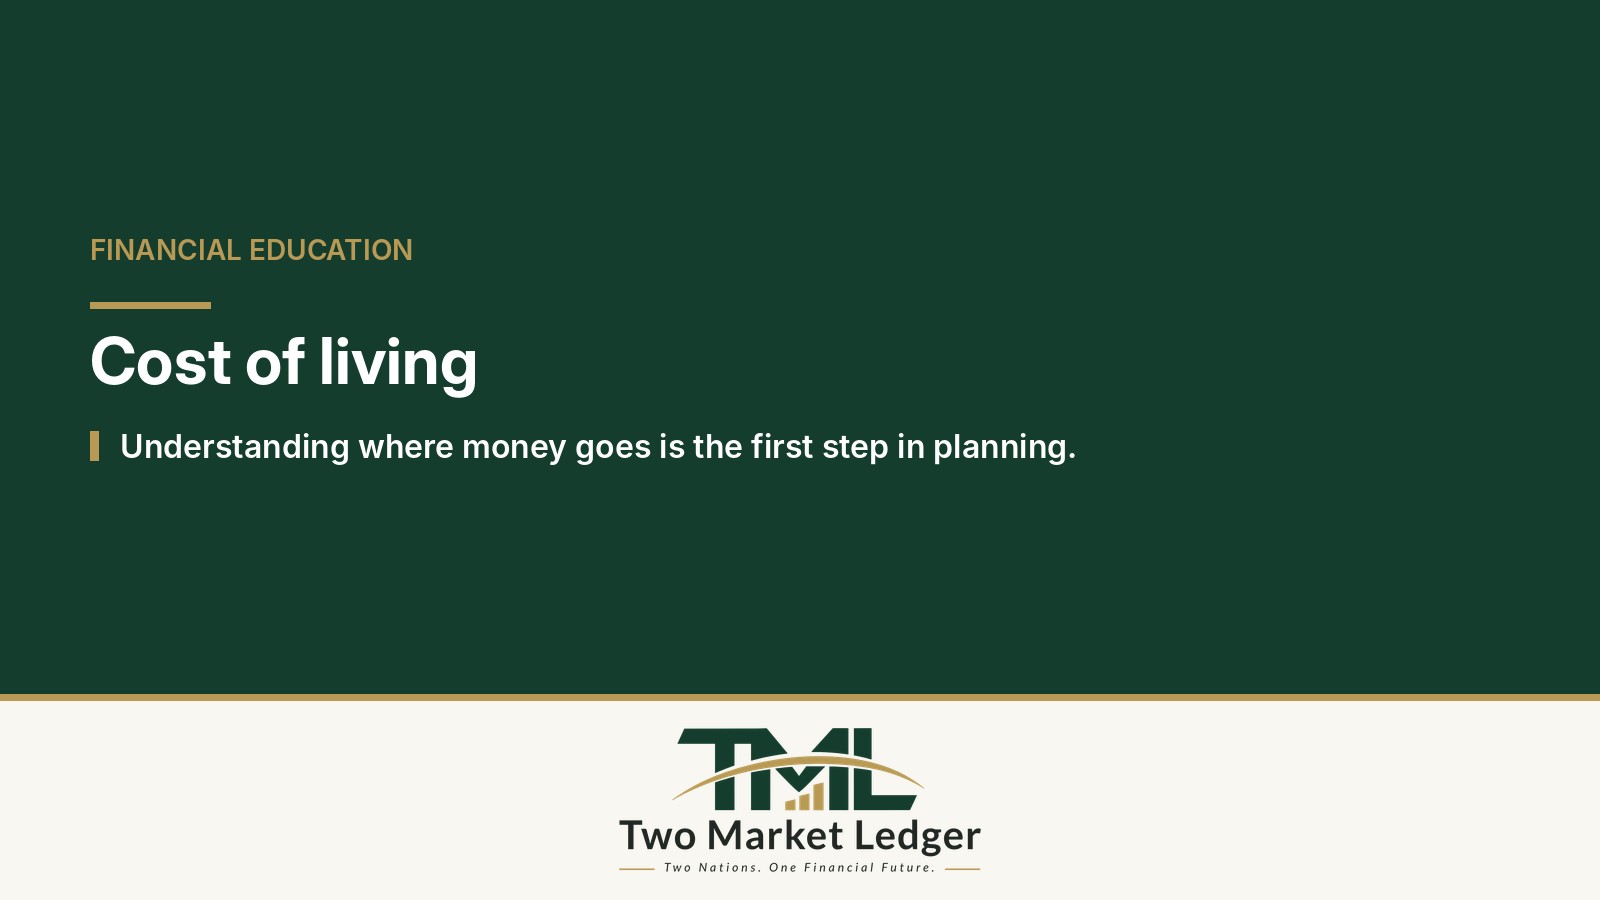 FINANCIAL EDUCATION
Cost of living
Understanding where money goes is the first step in planning.
TML
Two Market Ledger
Two Nations. One Financial Future.